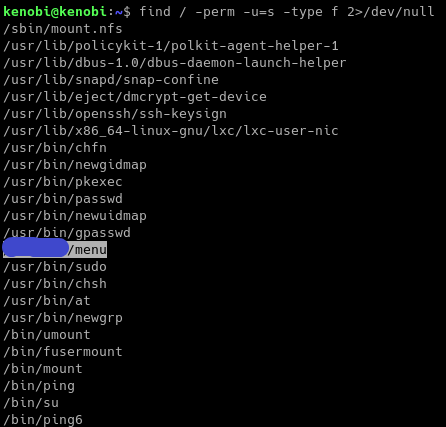 kenobi@kenobi:~$ find / -perm -u=s -type f 2>/dev/null
/sbin/mount.nfs
/usr/lib/policykit-1/polkit-agent-helper-1
/usr/lib/dbus-1.0/dbus-daemon-launch-helper
/usr/lib/snapd/snap-confine
/usr/lib/eject/dmcrypt-get-device
/usr/lib/openssh/ssh-keysign
/usr/lib/x86_64-linux-gnu/lxc/lxc-user-nic
/usr/bin/chfn
/usr/bin/newgidmap
/usr/bin/pkexec
/usr/bin/passwd
/usr/bin/newuidmap
/usr/bin/gpasswd
/menu
/usr/bin/sudo
/usr/bin/chsh
/usr/bin/at
/usr/bin/newgrp
/bin/umount
/bin/fusermount
/bin/mount
/bin/ping
/bin/su
/bin/ping6